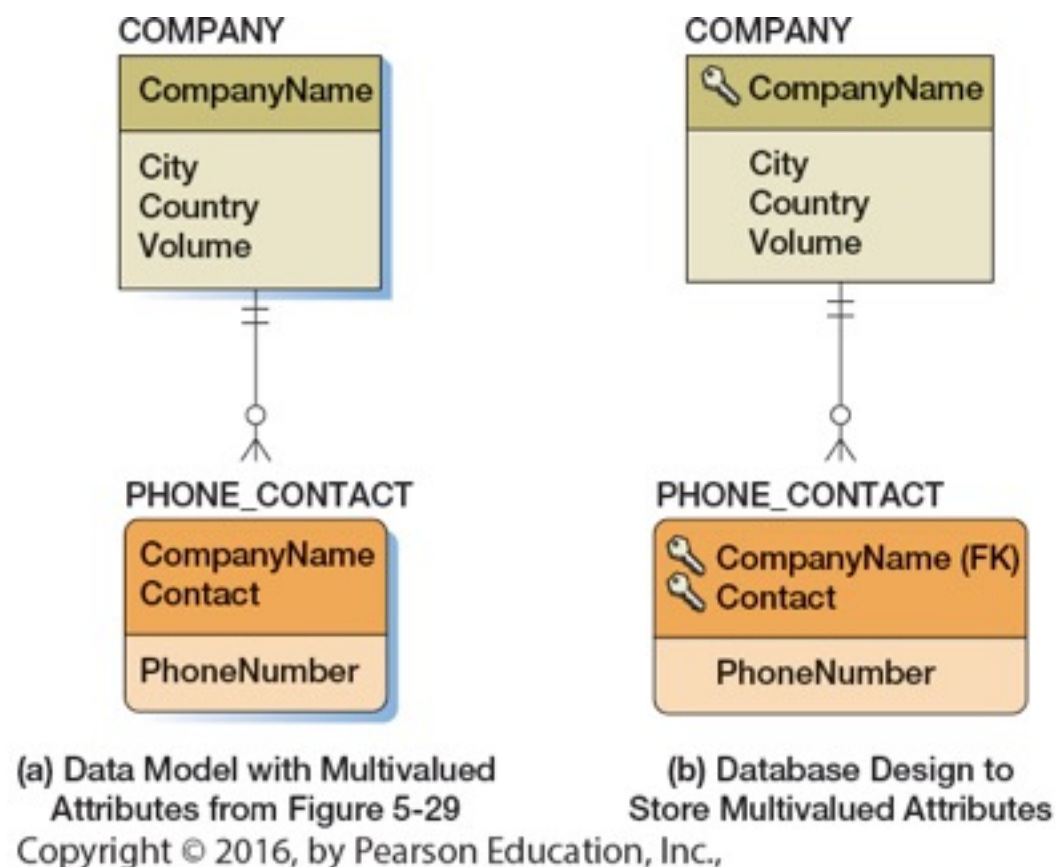 COMPANY
CompanyName
City
Country
Volume
PHONE_CONTACT
CompanyName
Contact
PhoneNumber
(a) Data Model with Multivalued
Attributes from Figure 5-29
COMPANY
CompanyName
City
Country
Volume
PHONE_CONTACT
CompanyName (FK)
Contact
PhoneNumber
(b) Database Design to
Store Multivalued Attributes
Copyright © 2016, by Pearson Education, Inc.,